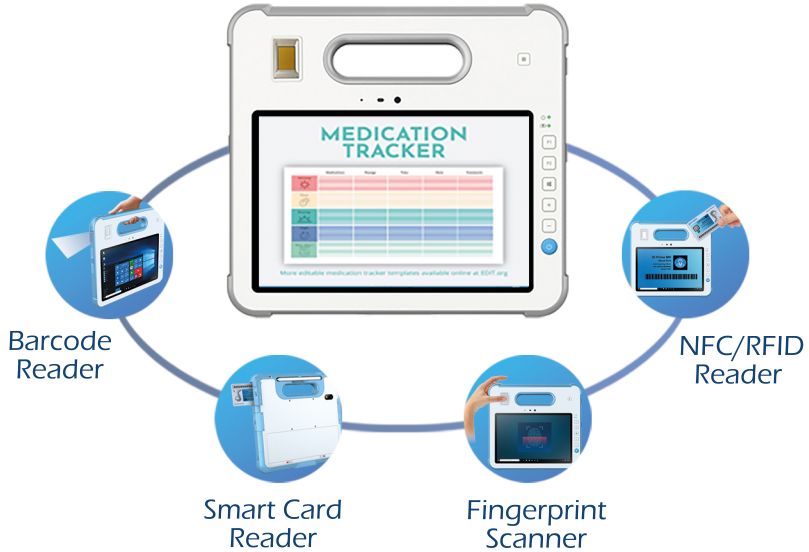 MEDICATION
TRACKER
More editable medication tracker templates available online at EDIT.org
Barcode
Reader
NFC/RFID
Reader
Smart Card
Reader
Fingerprint
Scanner